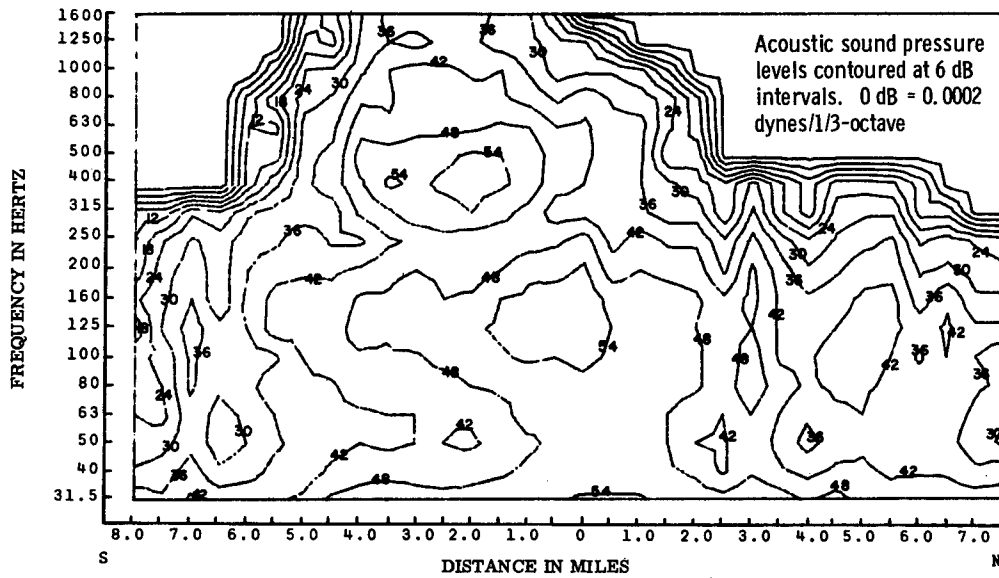 Acoustic sound pressure
levels contoured at 6 dB
intervals. 0 dB = 0.0002
dynes/1/3-octave
FREQUENCY IN HERTZ
1600
1250
1000
800
630
500
400
315
250
200
160
125
100
80
63
50
40
31.5
36 36
30
42
24 30
18 24
12
48
54
54
30
36
12 36 42 24
18 30 24
24 42 48 36 30
30 36
18 42 42
36 54 48 48 42 36
24 48 36
30 30 42 42 36 30
42
36 48 42
42 54 48
8.0 7.0 6.0 5.0 4.0 3.0 2.0 1.0 0 1.0 2.0 3.0 4.0 5.0 6.0 7.0
S N
DISTANCE IN MILES